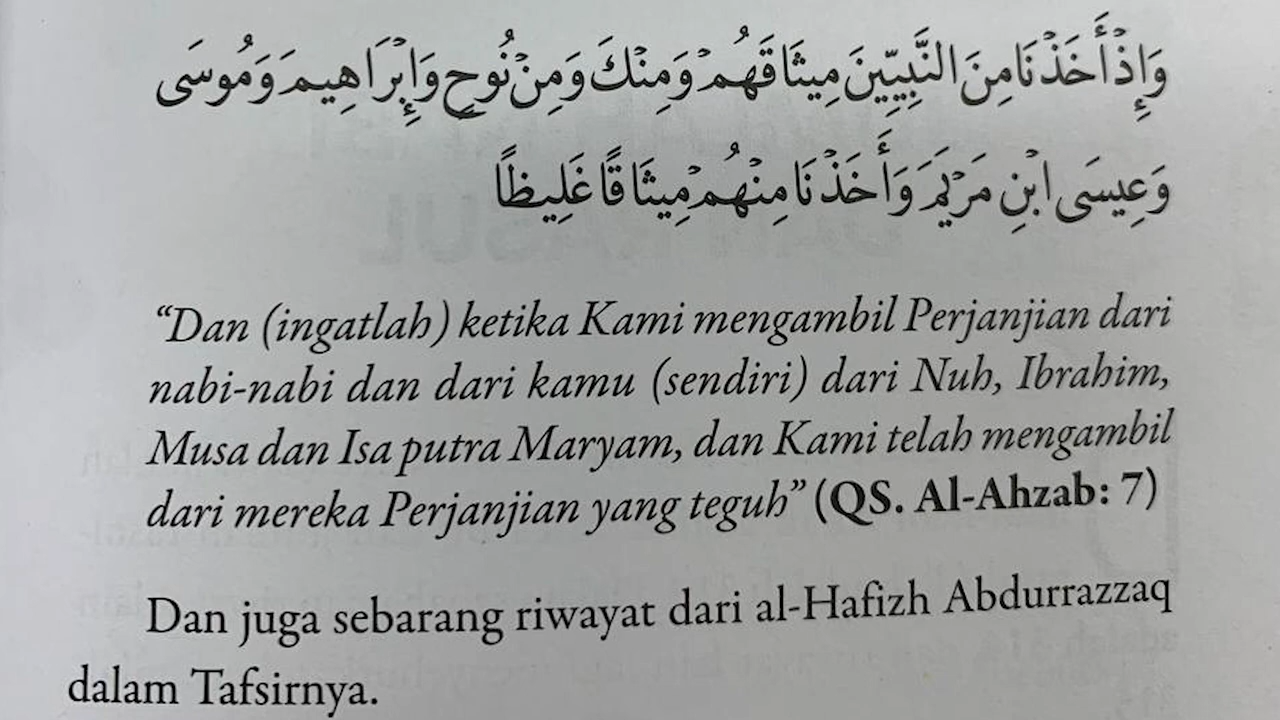 وَإِذْ أَخَذْنَا مِنَ النَّبِيِّينَ مِيثَاقَهُمْ وَمِنْكَ وَمِنْ نُوحٍ وَإِبْرَاهِيمَ وَمُوسَى
وَعِيسَى ابْنِ مَرْيَمَ وَأَخَذْنَا مِنْهُمْ مِيثَاقًا غَلِيظًا
“Dan (ingatlah) ketika Kami mengambil Perjanjian dari
nabi-nabi dan dari kamu (sendiri) dari Nuh, Ibrahim,
Musa dan Isa putra Maryam, dan Kami telah mengambil
dari mereka Perjanjian yang teguh” (QS. Al-Ahzab: 7)
Dan juga sebarang riwayat dari al-Hafizh Abdurrazzaq
dalam Tafsirnya.